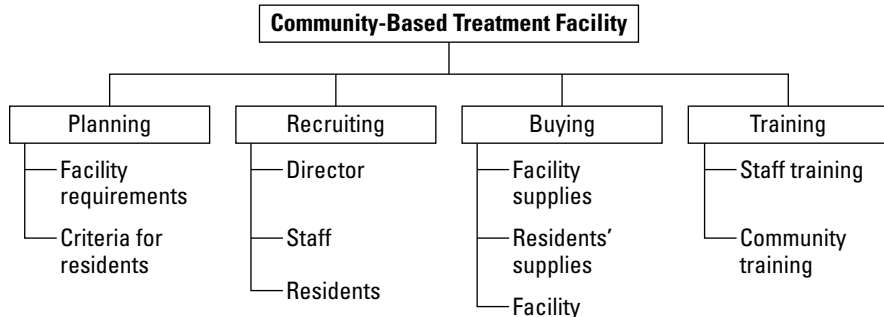 Community-Based Treatment Facility
Planning
Recruiting
Buying
Training
Facility
requirements
Criteria for
residents
Director
Staff
Residents
Facility
supplies
Residents’
supplies
Facility
Staff training
Community
training